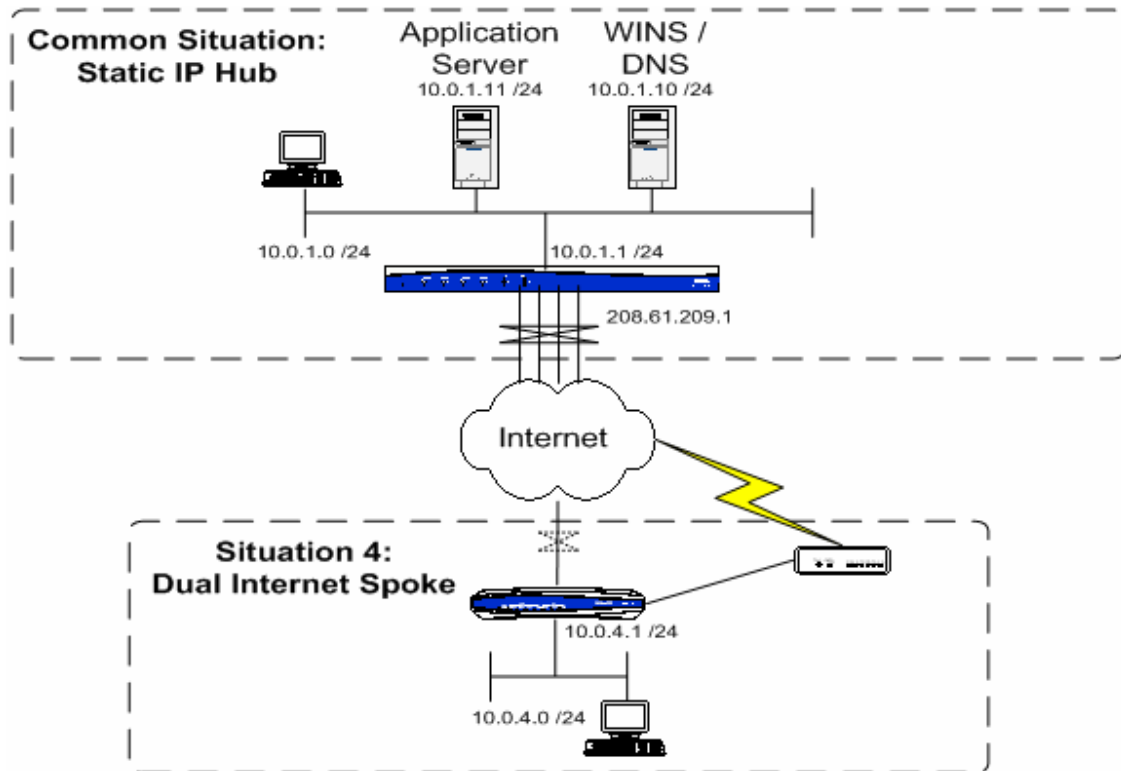 Common Situation:
Static IP Hub
Application
Server
10.0.1.11 /24
WINS /
DNS
10.0.1.10 /24
10.0.1.0 /24
10.0.1.1 /24
208.61.209.1
Internet
Situation 4:
Dual Internet Spoke
10.0.4.1 /24
10.0.4.0 /24